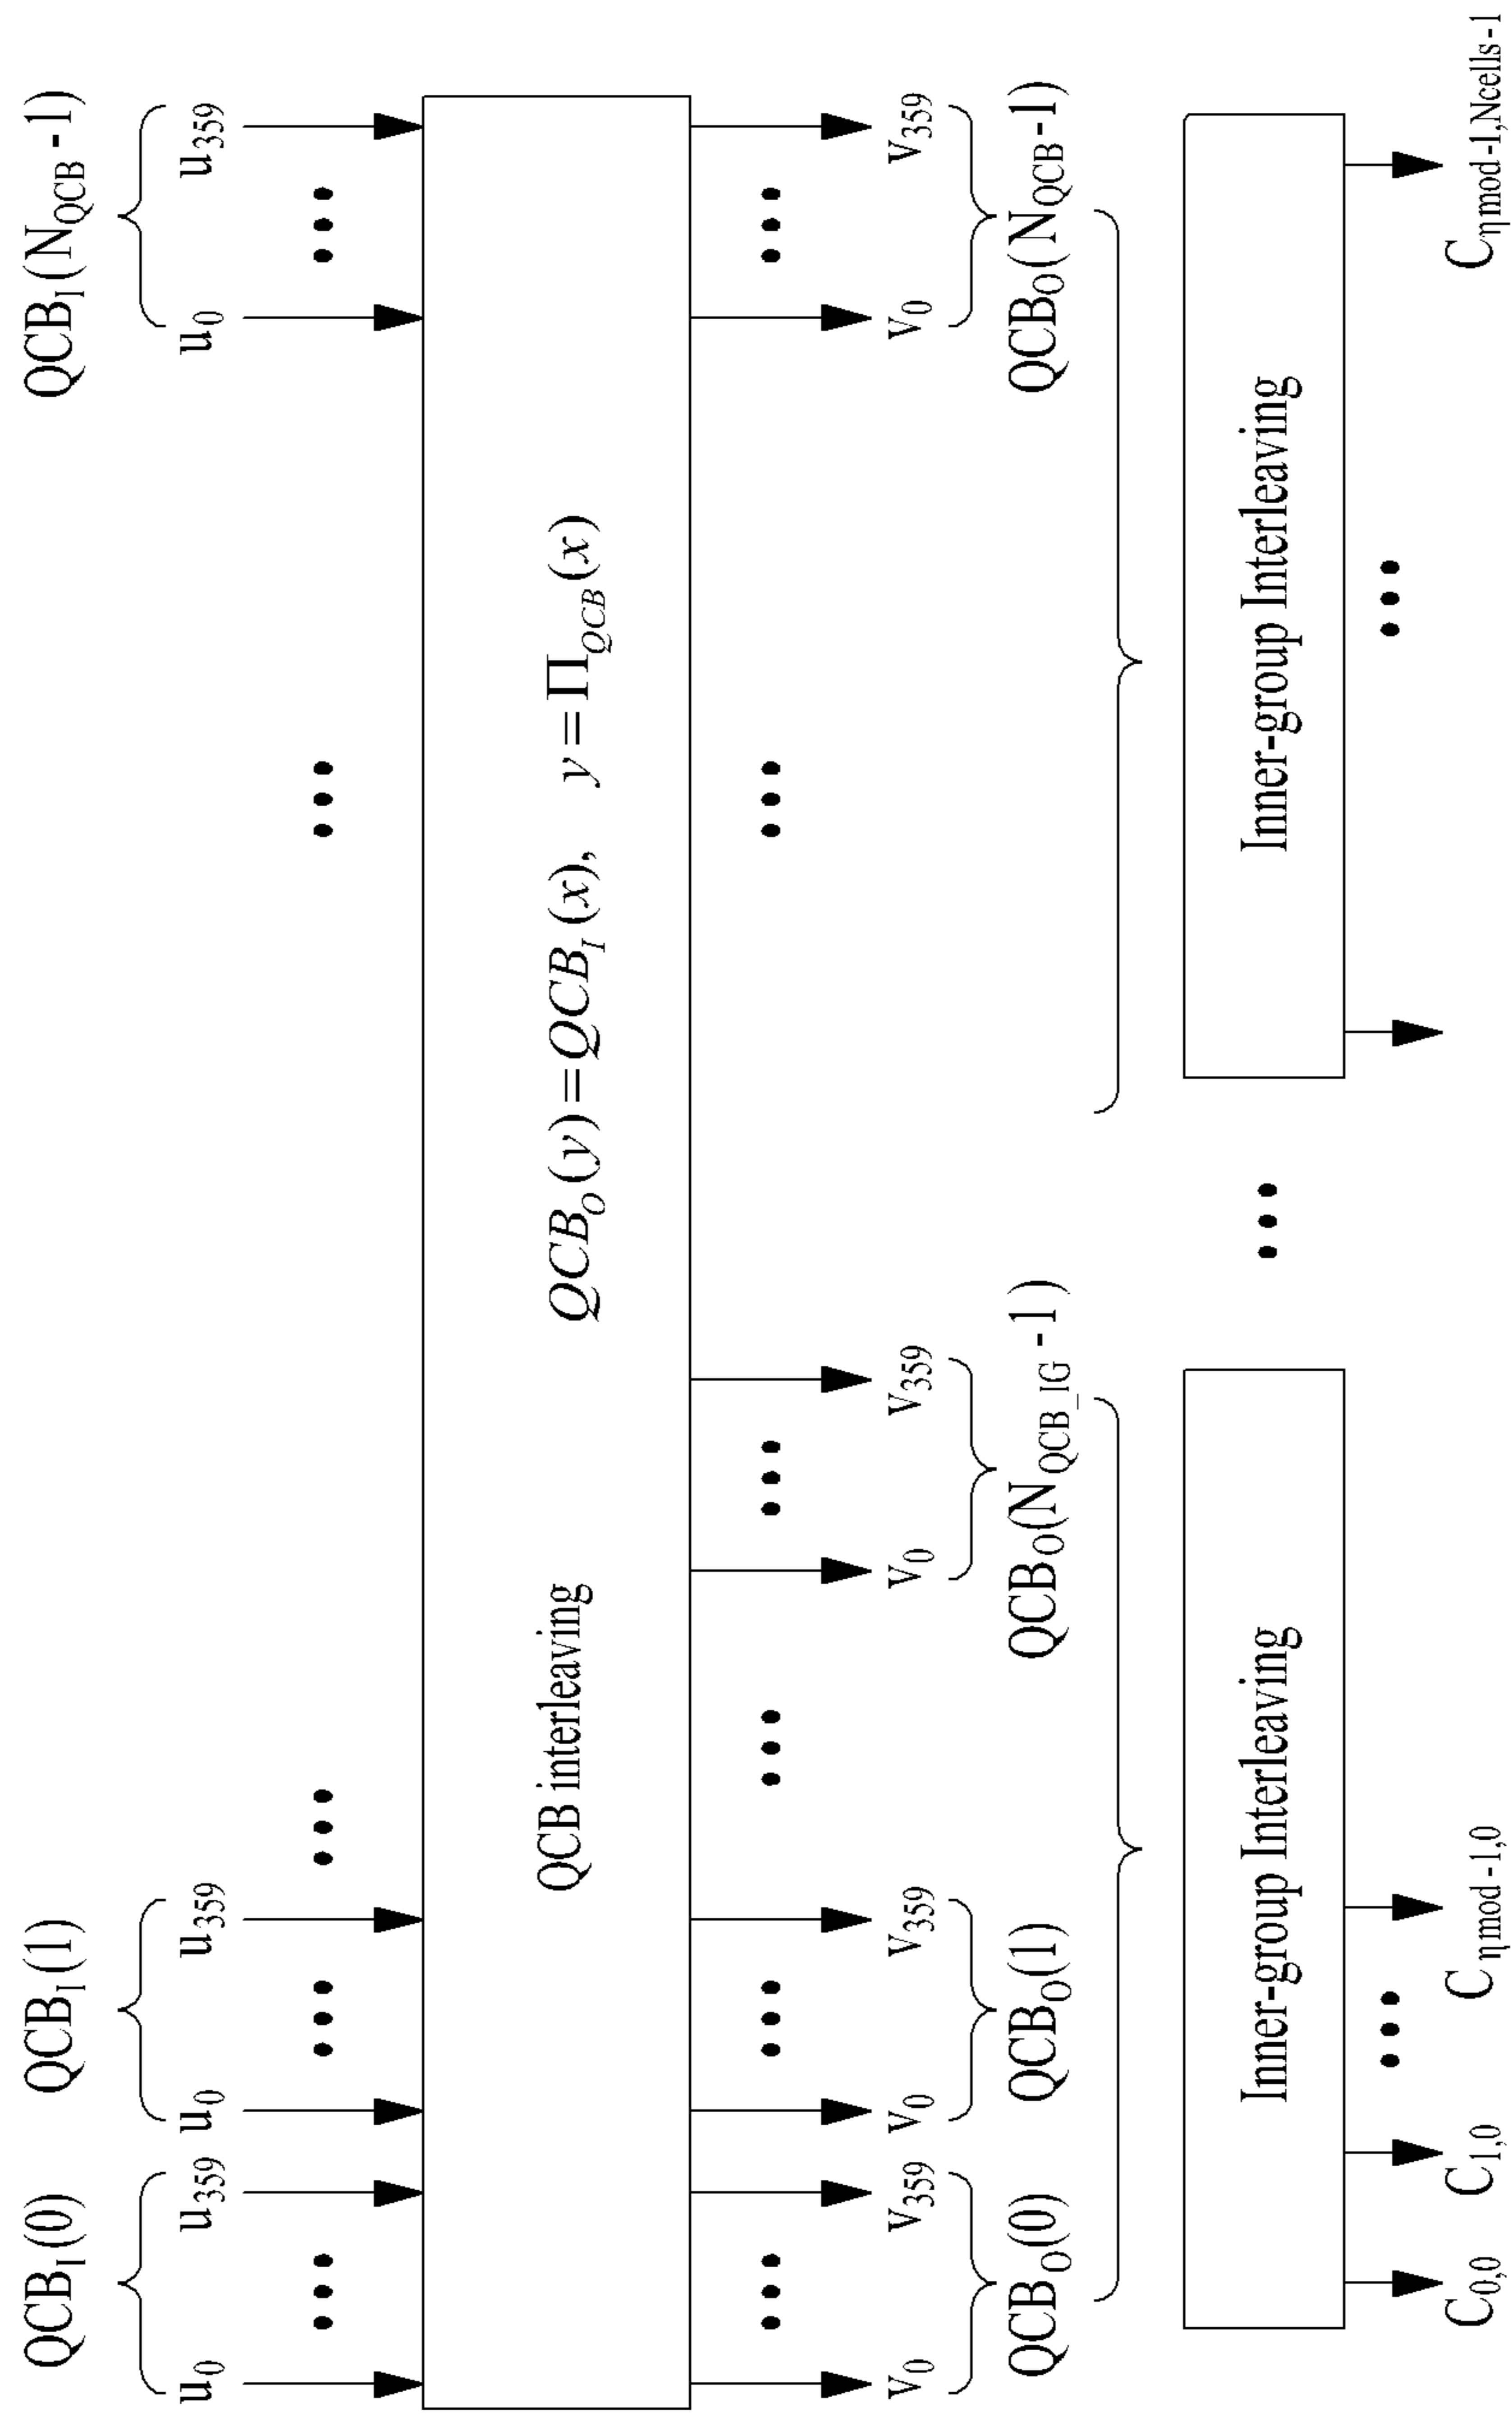 QCB_I(0) QCB_I(1) QCB_I(N_QCB-1)
u_0 u_359 u_0 u_359 u_0 u_359
••• ••• ••• ••• •••
QCB interleaving QCB_O(y)=QCB_I(x), y=Π_QCB(x)
••• ••• ••• ••• ••• •••
v_0 v_359 v_0 v_359 v_0 v_359 v_0 v_359
QCB_O(0) QCB_O(1) QCB_O(N_QCB_IG-1) QCB_O(N_QCB-1)
Inner-group Interleaving ••• Inner-group Interleaving
••• •••
C_0,0 C_1,0 C_ηmod-1,0 C_ηmod-1,Ncells-1